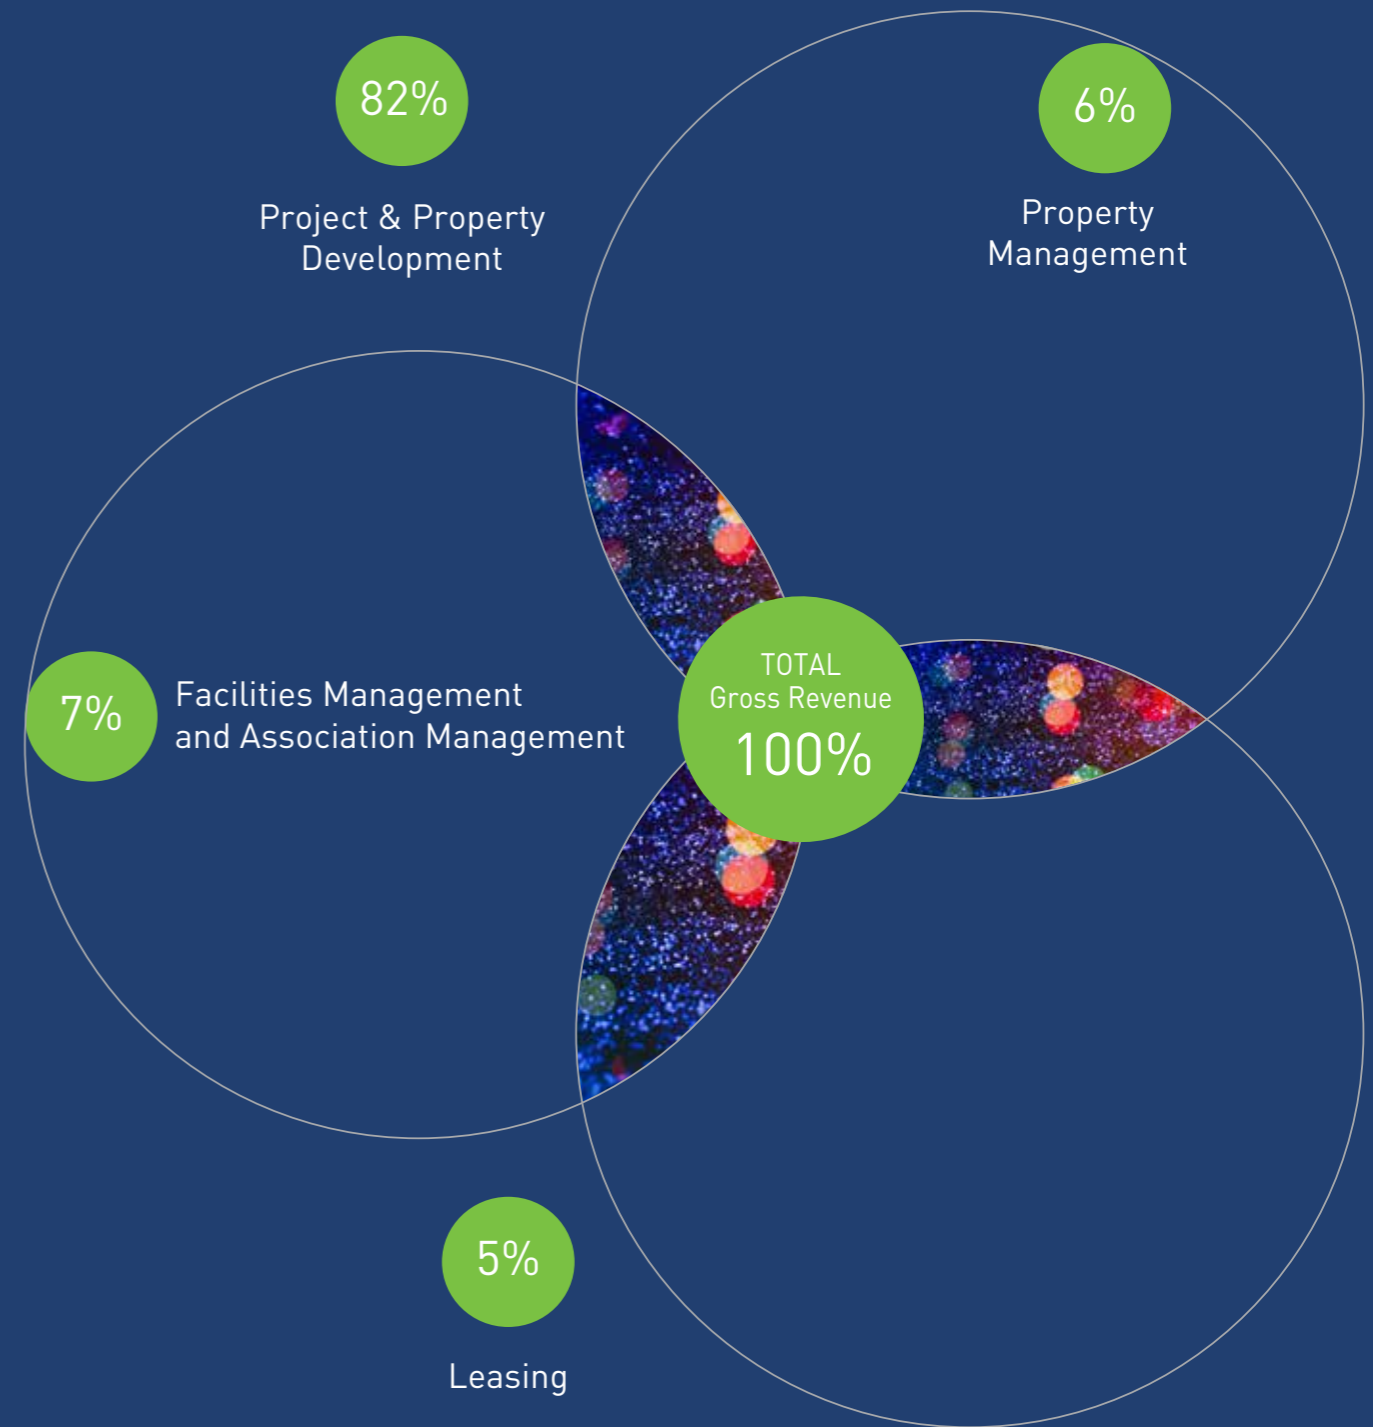 82%
Project & Property
Development
6%
Property
Management
7%
Facilities Management
and Association Management
TOTAL
Gross Revenue
100%
5%
Leasing